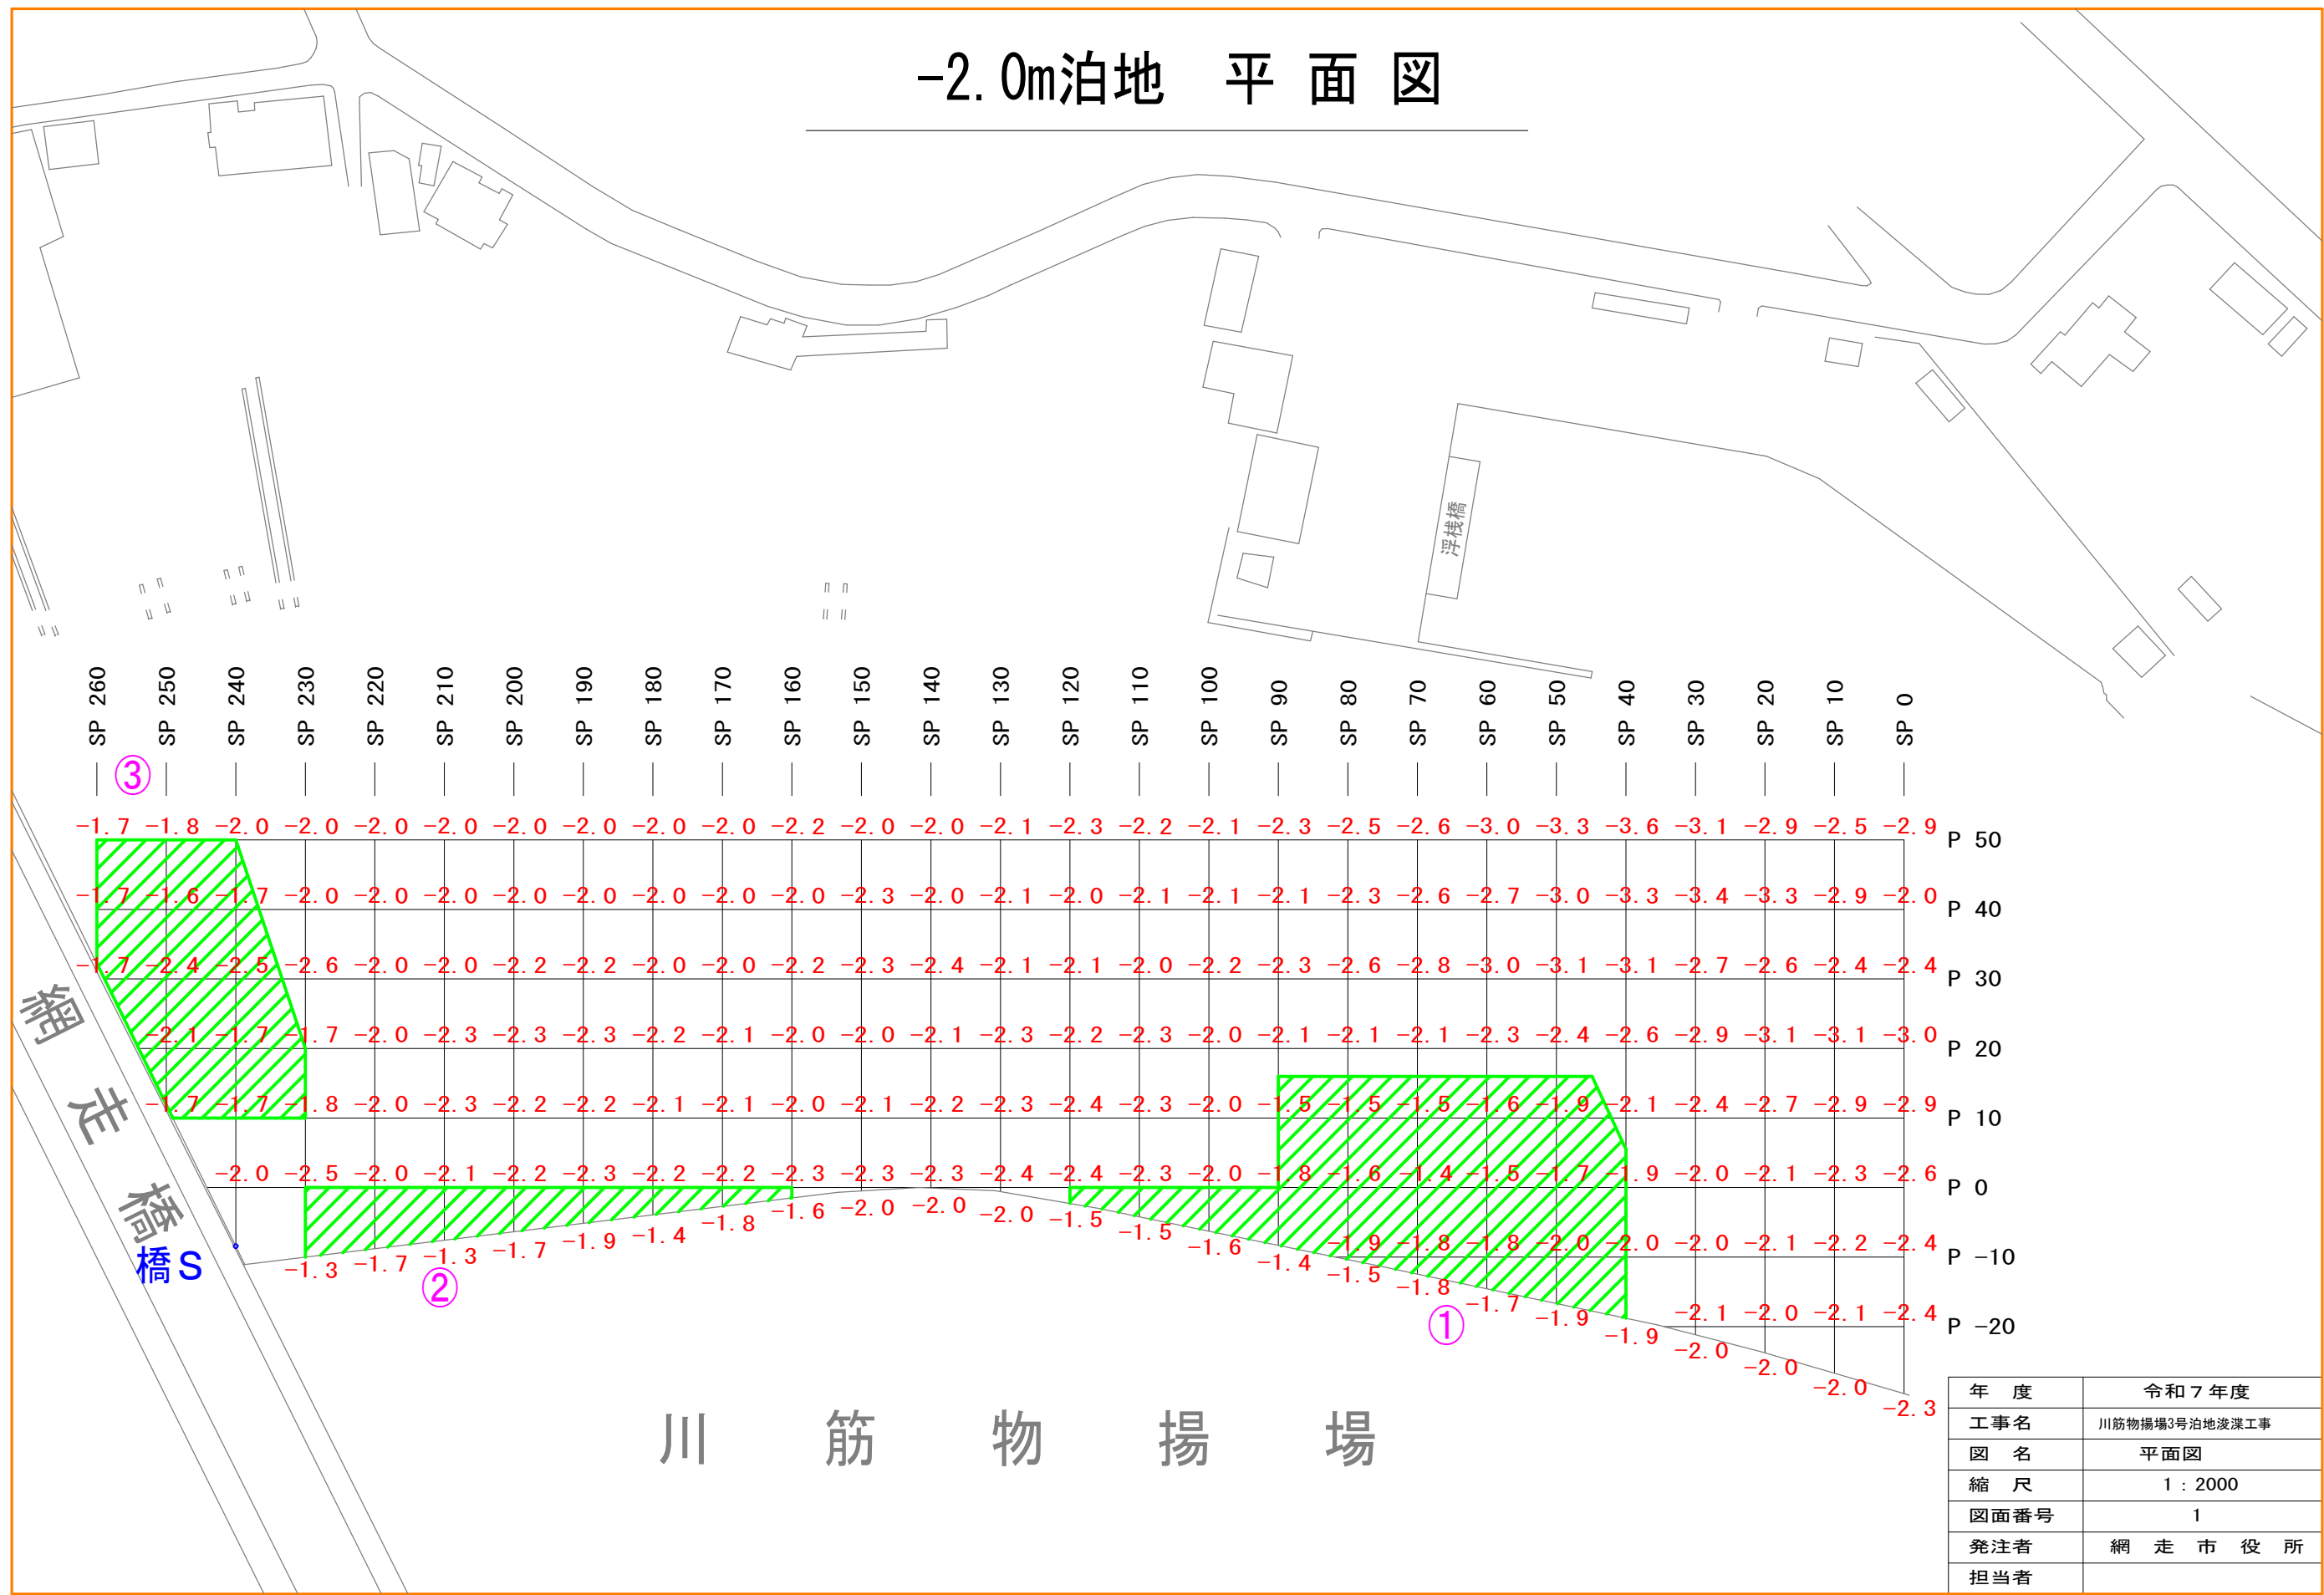 -2.0m泊地　平 面 図
浮桟橋
SP 260 SP 250 SP 240 SP 230 SP 220 SP 210 SP 200 SP 190 SP 180 SP 170 SP 160 SP 150 SP 140 SP 130 SP 120 SP 110 SP 100 SP 90 SP 80 SP 70 SP 60 SP 50 SP 40 SP 30 SP 20 SP 10 SP 0
③
-1.7 -1.8 -2.0 -2.0 -2.0 -2.0 -2.0 -2.0 -2.0 -2.0 -2.2 -2.0 -2.0 -2.1 -2.3 -2.2 -2.1 -2.3 -2.5 -2.6 -3.0 -3.3 -3.6 -3.1 -2.9 -2.5 -2.9
P 50
-1.7 -1.6 -1.7 -2.0 -2.0 -2.0 -2.0 -2.0 -2.0 -2.0 -2.0 -2.3 -2.0 -2.1 -2.0 -2.1 -2.1 -2.1 -2.3 -2.6 -2.7 -3.0 -3.3 -3.4 -3.3 -2.9 -2.0
P 40
-1.7 -2.4 -2.5 -2.6 -2.0 -2.0 -2.2 -2.2 -2.0 -2.0 -2.2 -2.3 -2.4 -2.1 -2.1 -2.0 -2.2 -2.3 -2.6 -2.8 -3.0 -3.1 -3.1 -2.7 -2.6 -2.4 -2.4
P 30
-2.1 -1.7 -1.7 -2.0 -2.3 -2.3 -2.3 -2.2 -2.1 -2.0 -2.0 -2.1 -2.3 -2.2 -2.3 -2.0 -2.1 -2.1 -2.1 -2.3 -2.4 -2.6 -2.9 -3.1 -3.1 -3.0
P 20
-1.7 -1.7 -1.8 -2.0 -2.3 -2.2 -2.2 -2.1 -2.1 -2.0 -2.1 -2.2 -2.3 -2.4 -2.3 -2.0 -1.5 -1.5 -1.5 -1.6 -1.9 -2.1 -2.4 -2.7 -2.9 -2.9
P 10
-2.0 -2.5 -2.0 -2.1 -2.2 -2.3 -2.2 -2.2 -2.3 -2.3 -2.3 -2.4 -2.4 -2.3 -2.0 -1.8 -1.6 -1.4 -1.5 -1.7 -1.9 -2.0 -2.1 -2.3 -2.6
P 0
-1.9 -1.8 -1.8 -2.0 -2.0 -2.0 -2.1 -2.2 -2.4
P -10
-2.1 -2.0 -2.1 -2.4
P -20
-1.3 -1.7 -1.3 -1.7 -1.9 -1.4 -1.8 -1.6 -2.0 -2.0 -2.0 -1.5 -1.5 -1.6 -1.4 -1.5 -1.8 -1.7 -1.9 -1.9 -2.0 -2.0 -2.0 -2.3
②
①
網走橋
橋S
川 筋 物 揚 場
年 度 令和7年度
工事名 川筋物揚場3号泊地浚渫工事
図 名 平面図
縮 尺 1：2000
図面番号 1
発注者 網 走 市 役 所
担当者